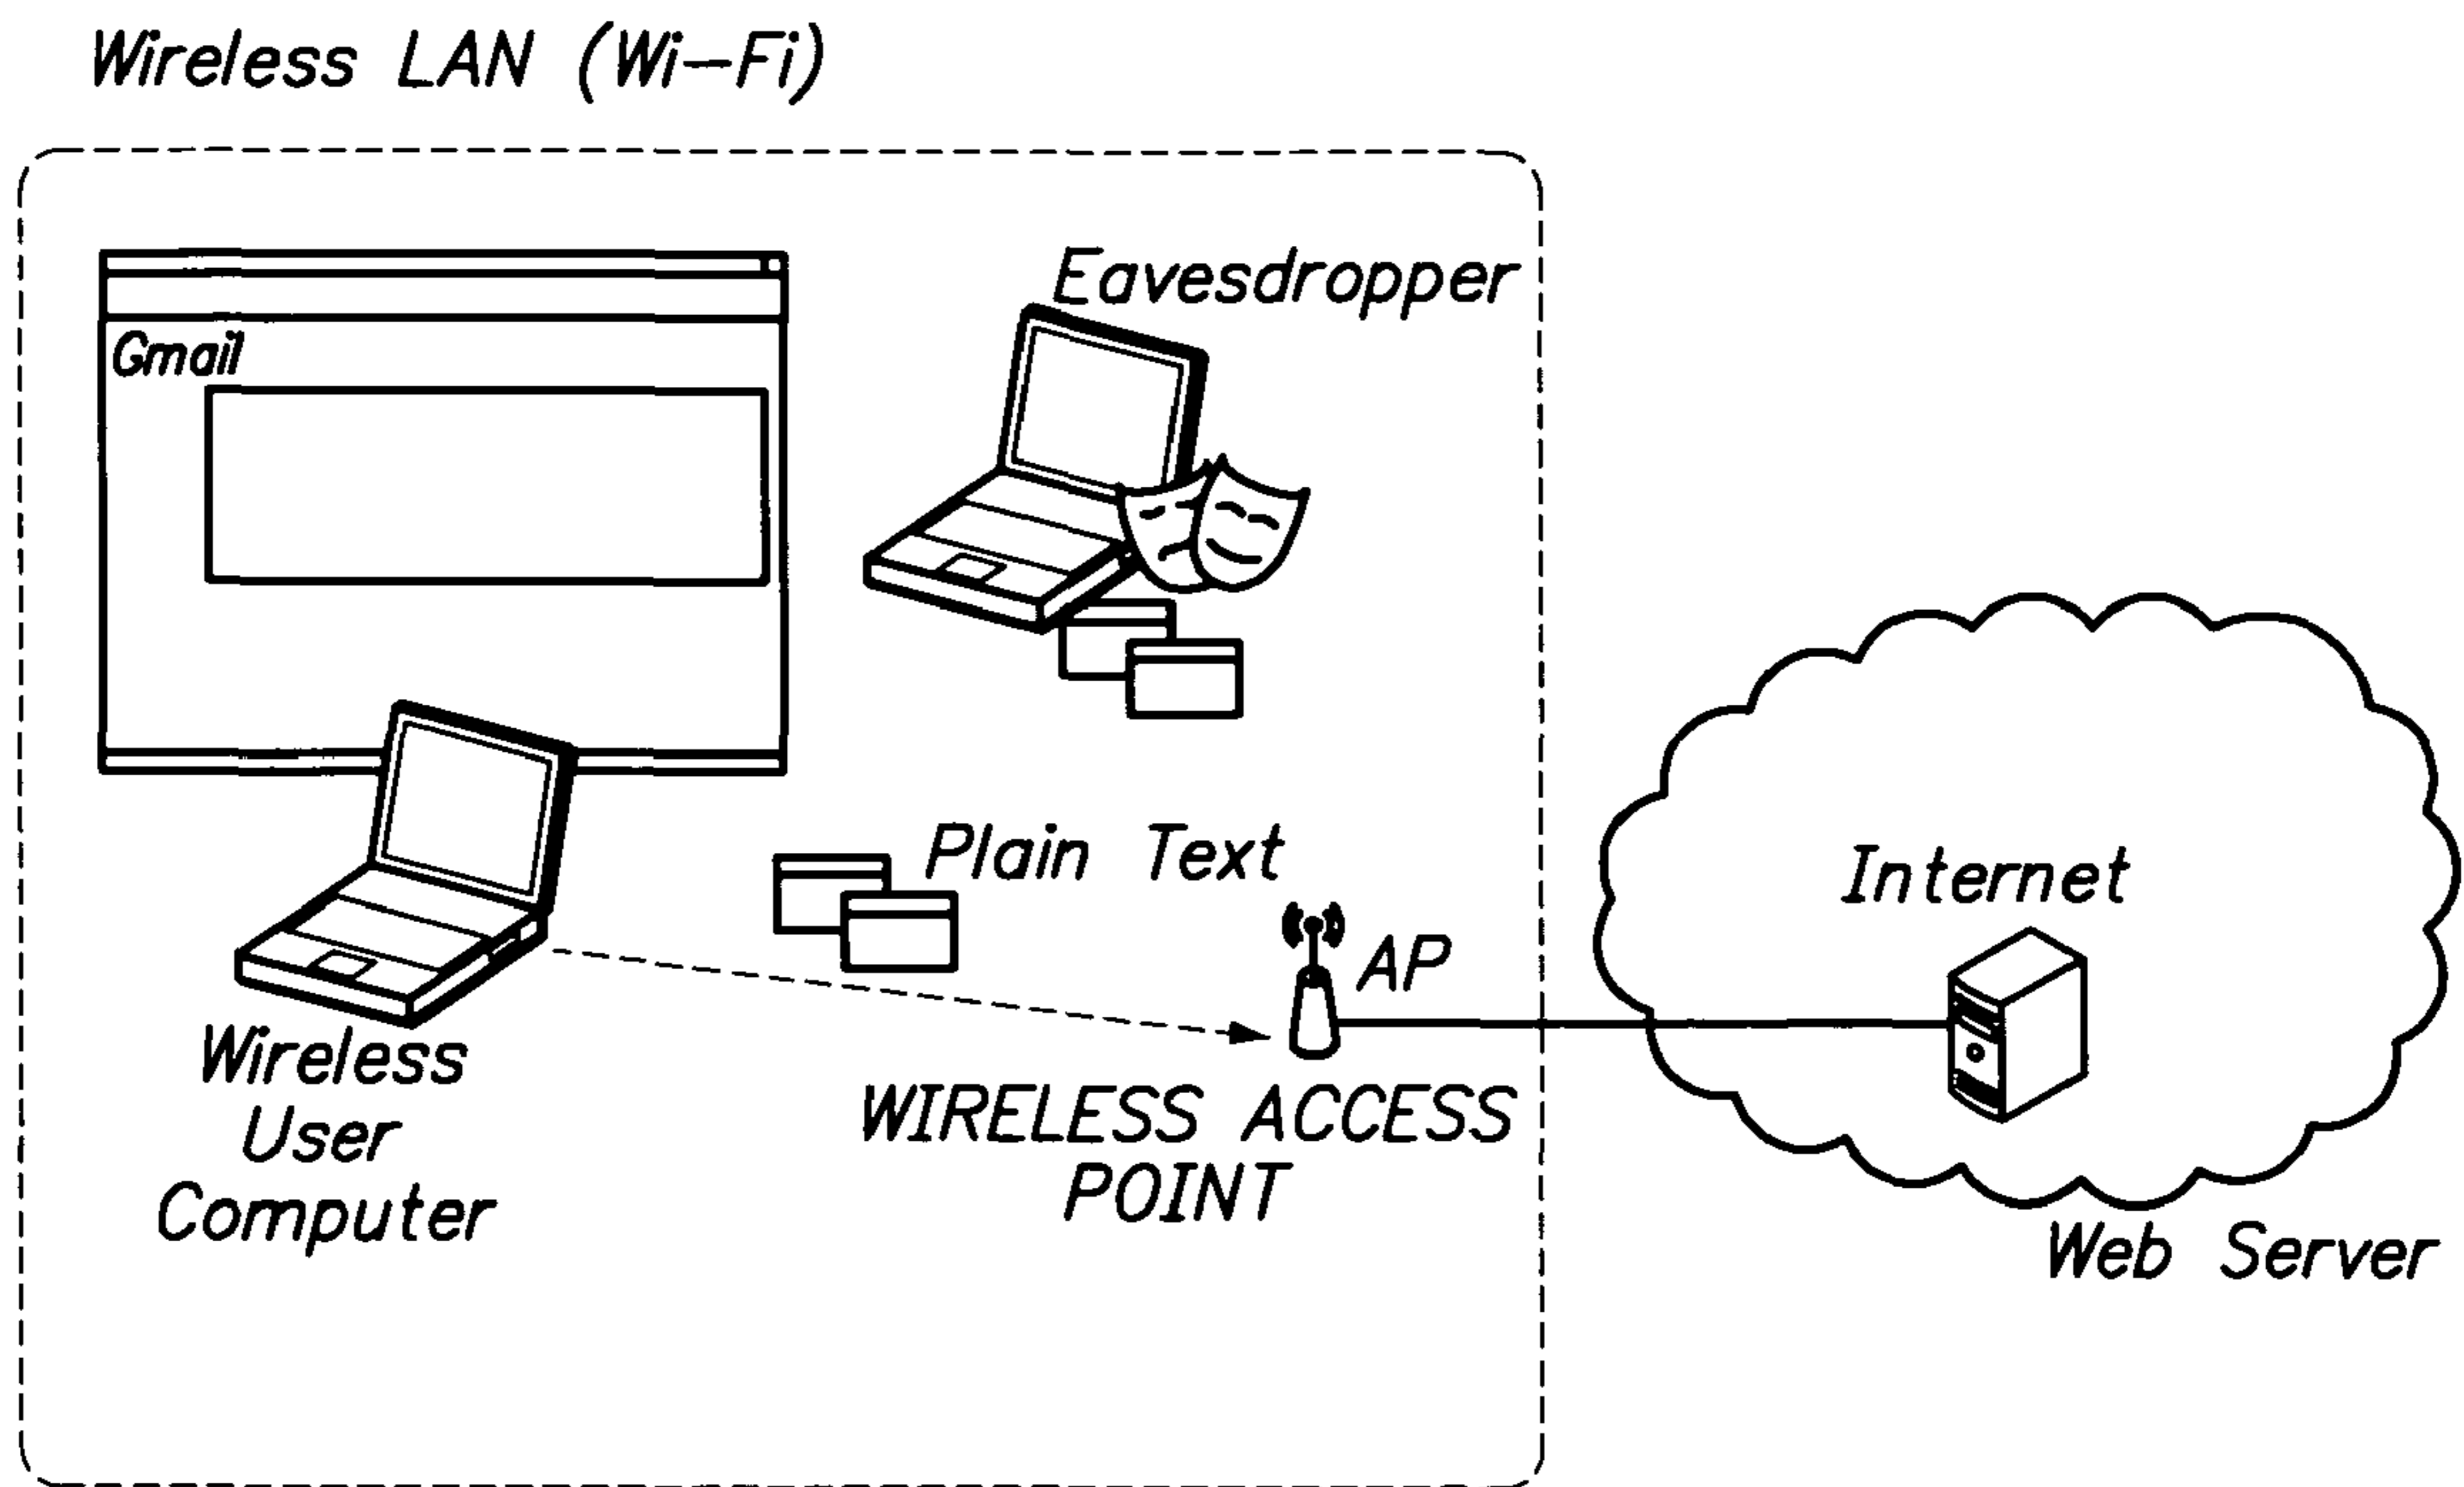 Wireless LAN (Wi-Fi)
Eavesdropper
Gmail
Plain Text
Internet
AP
Wireless
User
Computer
WIRELESS ACCESS
POINT
Web Server